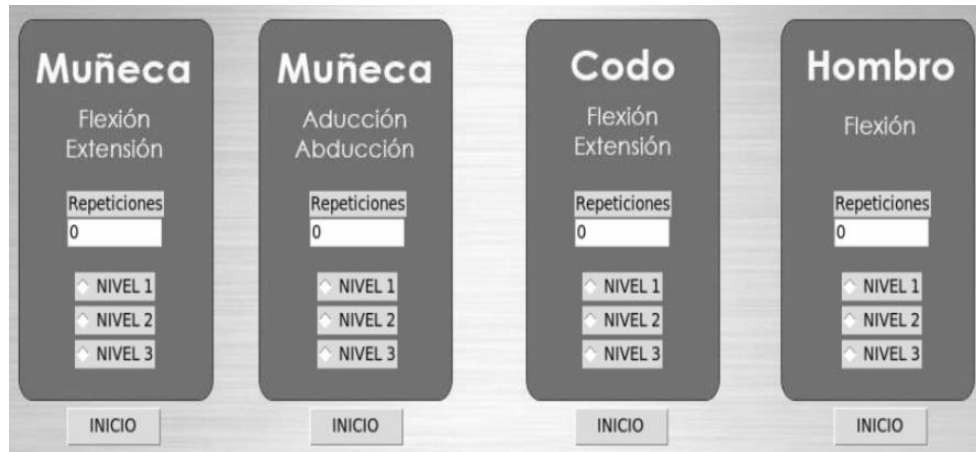 Muñeca
Flexión
Extensión
Repeticiones
0
NIVEL 1
NIVEL 2
NIVEL 3
INICIO
Muñeca
Aducción
Abducción
Repeticiones
0
NIVEL 1
NIVEL 2
NIVEL 3
INICIO
Codo
Flexión
Extensión
Repeticiones
0
NIVEL 1
NIVEL 2
NIVEL 3
INICIO
Hombro
Flexión
Repeticiones
0
NIVEL 1
NIVEL 2
NIVEL 3
INICIO